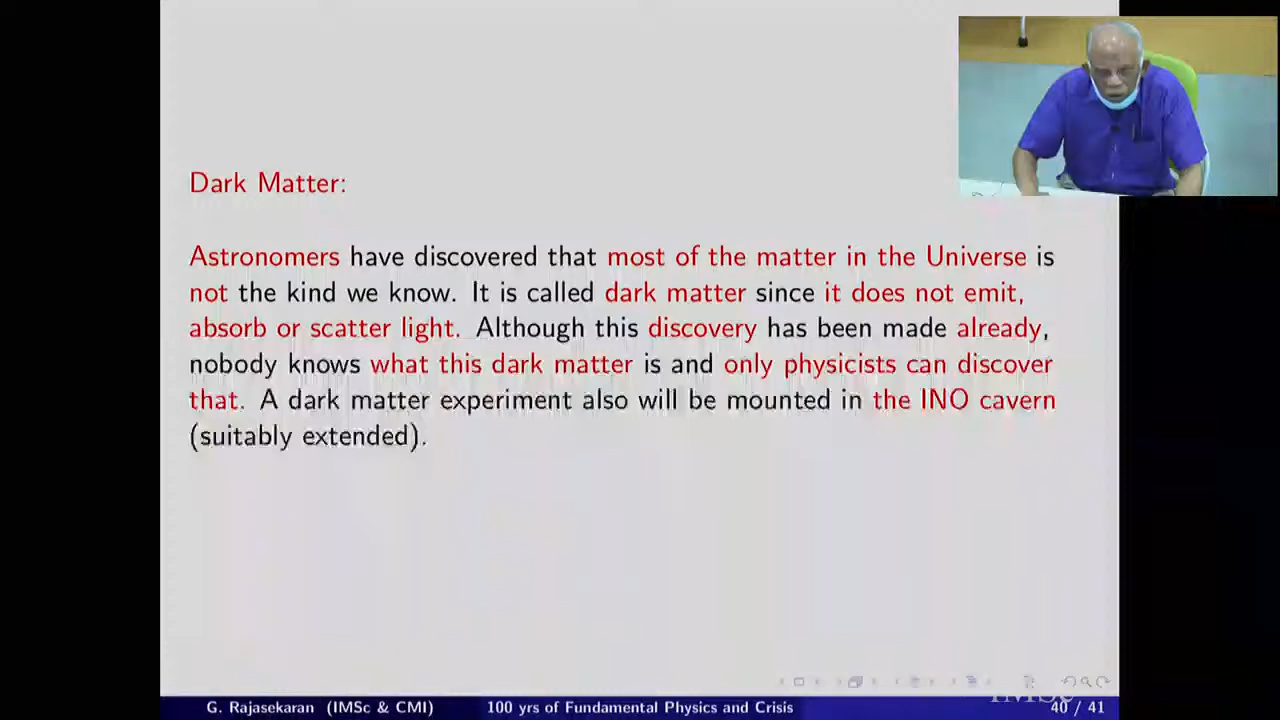 Dark Matter:
Astronomers have discovered that most of the matter in the Universe is
not the kind we know. It is called dark matter since it does not emit,
absorb or scatter light. Although this discovery has been made already,
nobody knows what this dark matter is and only physicists can discover
that. A dark matter experiment also will be mounted in the INO cavern
(suitably extended).
IMSc
G. Rajasekaran (IMSc & CMI) 100 yrs of Fundamental Physics and Crisis 40 / 41